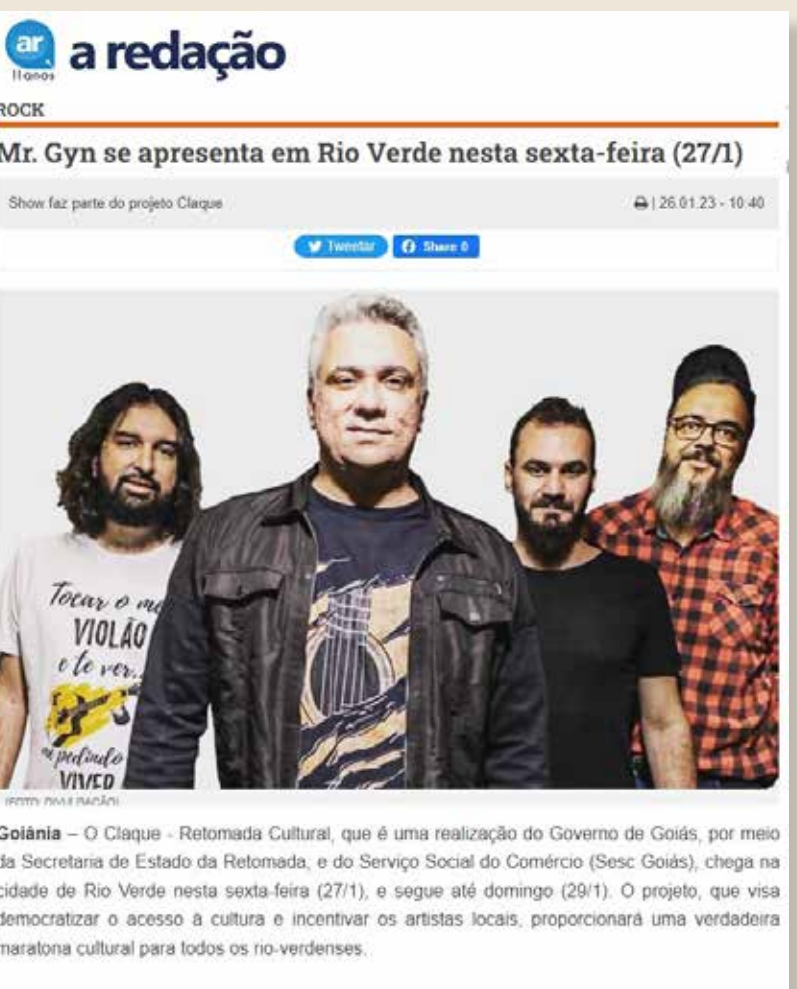 ar
11 anos
a redação
ROCK
Mr. Gyn se apresenta em Rio Verde nesta sexta-feira (27/1)
Show faz parte do projeto Claque
| 26.01.23 - 10:40
Tweetar
Share 0
Tocar o
VIOLÃO
e te ver...
pedindo
VIVER
(FOTO: DIVULGAÇÃO)
Goiânia – O Claque - Retomada Cultural, que é uma realização do Governo de Goiás, por meio
da Secretaria de Estado da Retomada, e do Serviço Social do Comércio (Sesc Goiás), chega na
cidade de Rio Verde nesta sexta-feira (27/1), e segue até domingo (29/1). O projeto, que visa
democratizar o acesso à cultura e incentivar os artistas locais, proporcionará uma verdadeira
maratona cultural para todos os rio-verdenses.